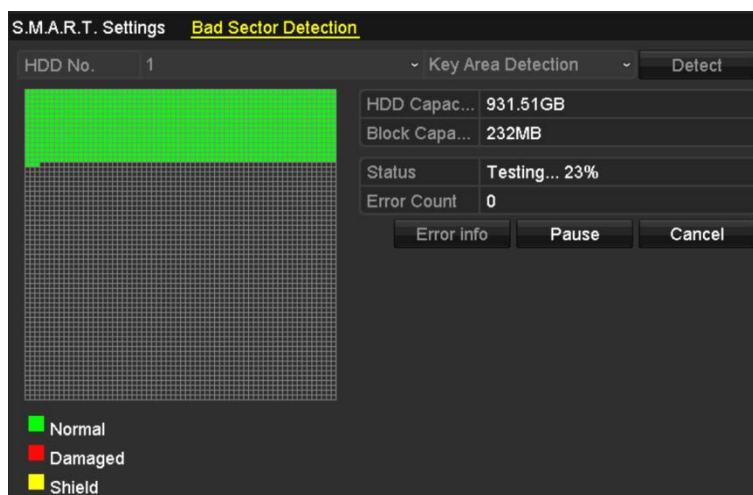 S.M.A.R.T. Settings Bad Sector Detection
HDD No. 1 Key Area Detection Detect
HDD Capac... 931.51GB
Block Capa... 232MB
Status Testing... 23%
Error Count 0
Error info Pause Cancel
Normal
Damaged
Shield